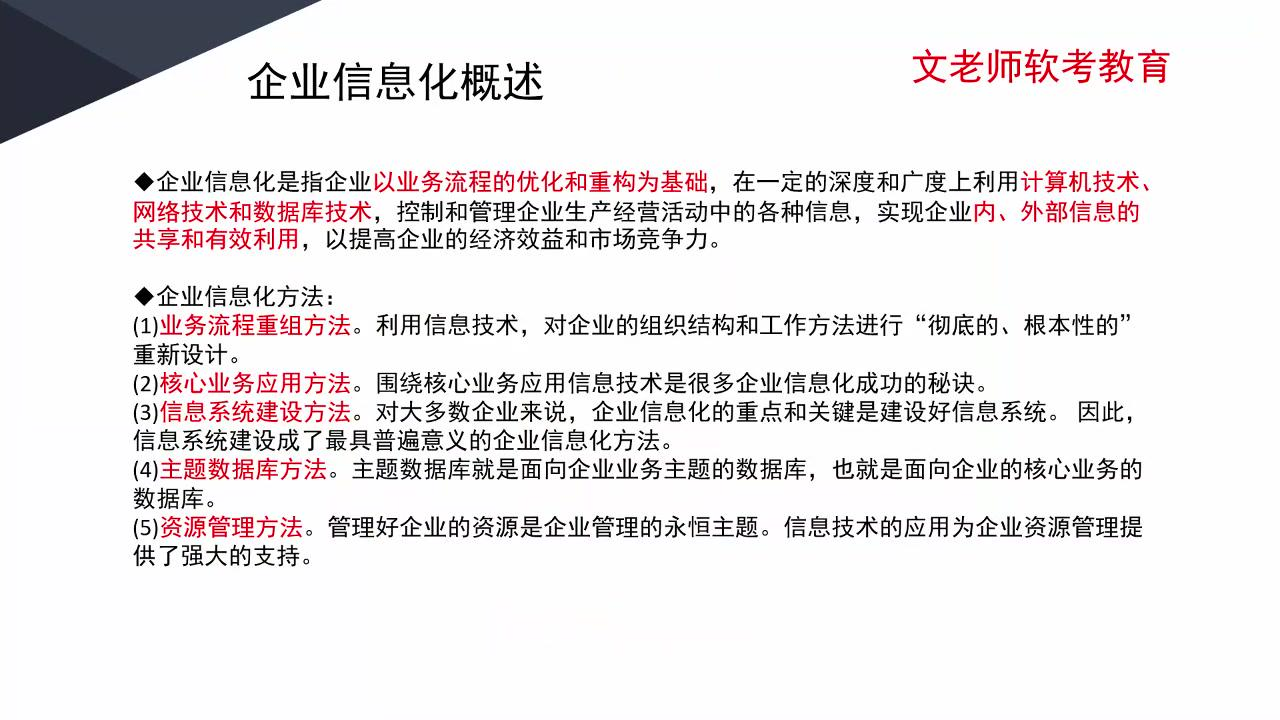 企业信息化概述
文老师软考教育
◆企业信息化是指企业以业务流程的优化和重构为基础，在一定的深度和广度上利用计算机技术、
网络技术和数据库技术，控制和管理企业生产经营活动中的各种信息，实现企业内、外部信息的
共享和有效利用，以提高企业的经济效益和市场竞争力。
◆企业信息化方法：
(1)业务流程重组方法。利用信息技术，对企业的组织结构和工作方法进行“彻底的、根本性的”
重新设计。
(2)核心业务应用方法。围绕核心业务应用信息技术是很多企业信息化成功的秘诀。
(3)信息系统建设方法。对大多数企业来说，企业信息化的重点和关键是建设好信息系统。 因此，
信息系统建设成了最具普遍意义的企业信息化方法。
(4)主题数据库方法。主题数据库就是面向企业业务主题的数据库，也就是面向企业的核心业务的
数据库。
(5)资源管理方法。管理好企业的资源是企业管理的永恒主题。信息技术的应用为企业资源管理提
供了强大的支持。